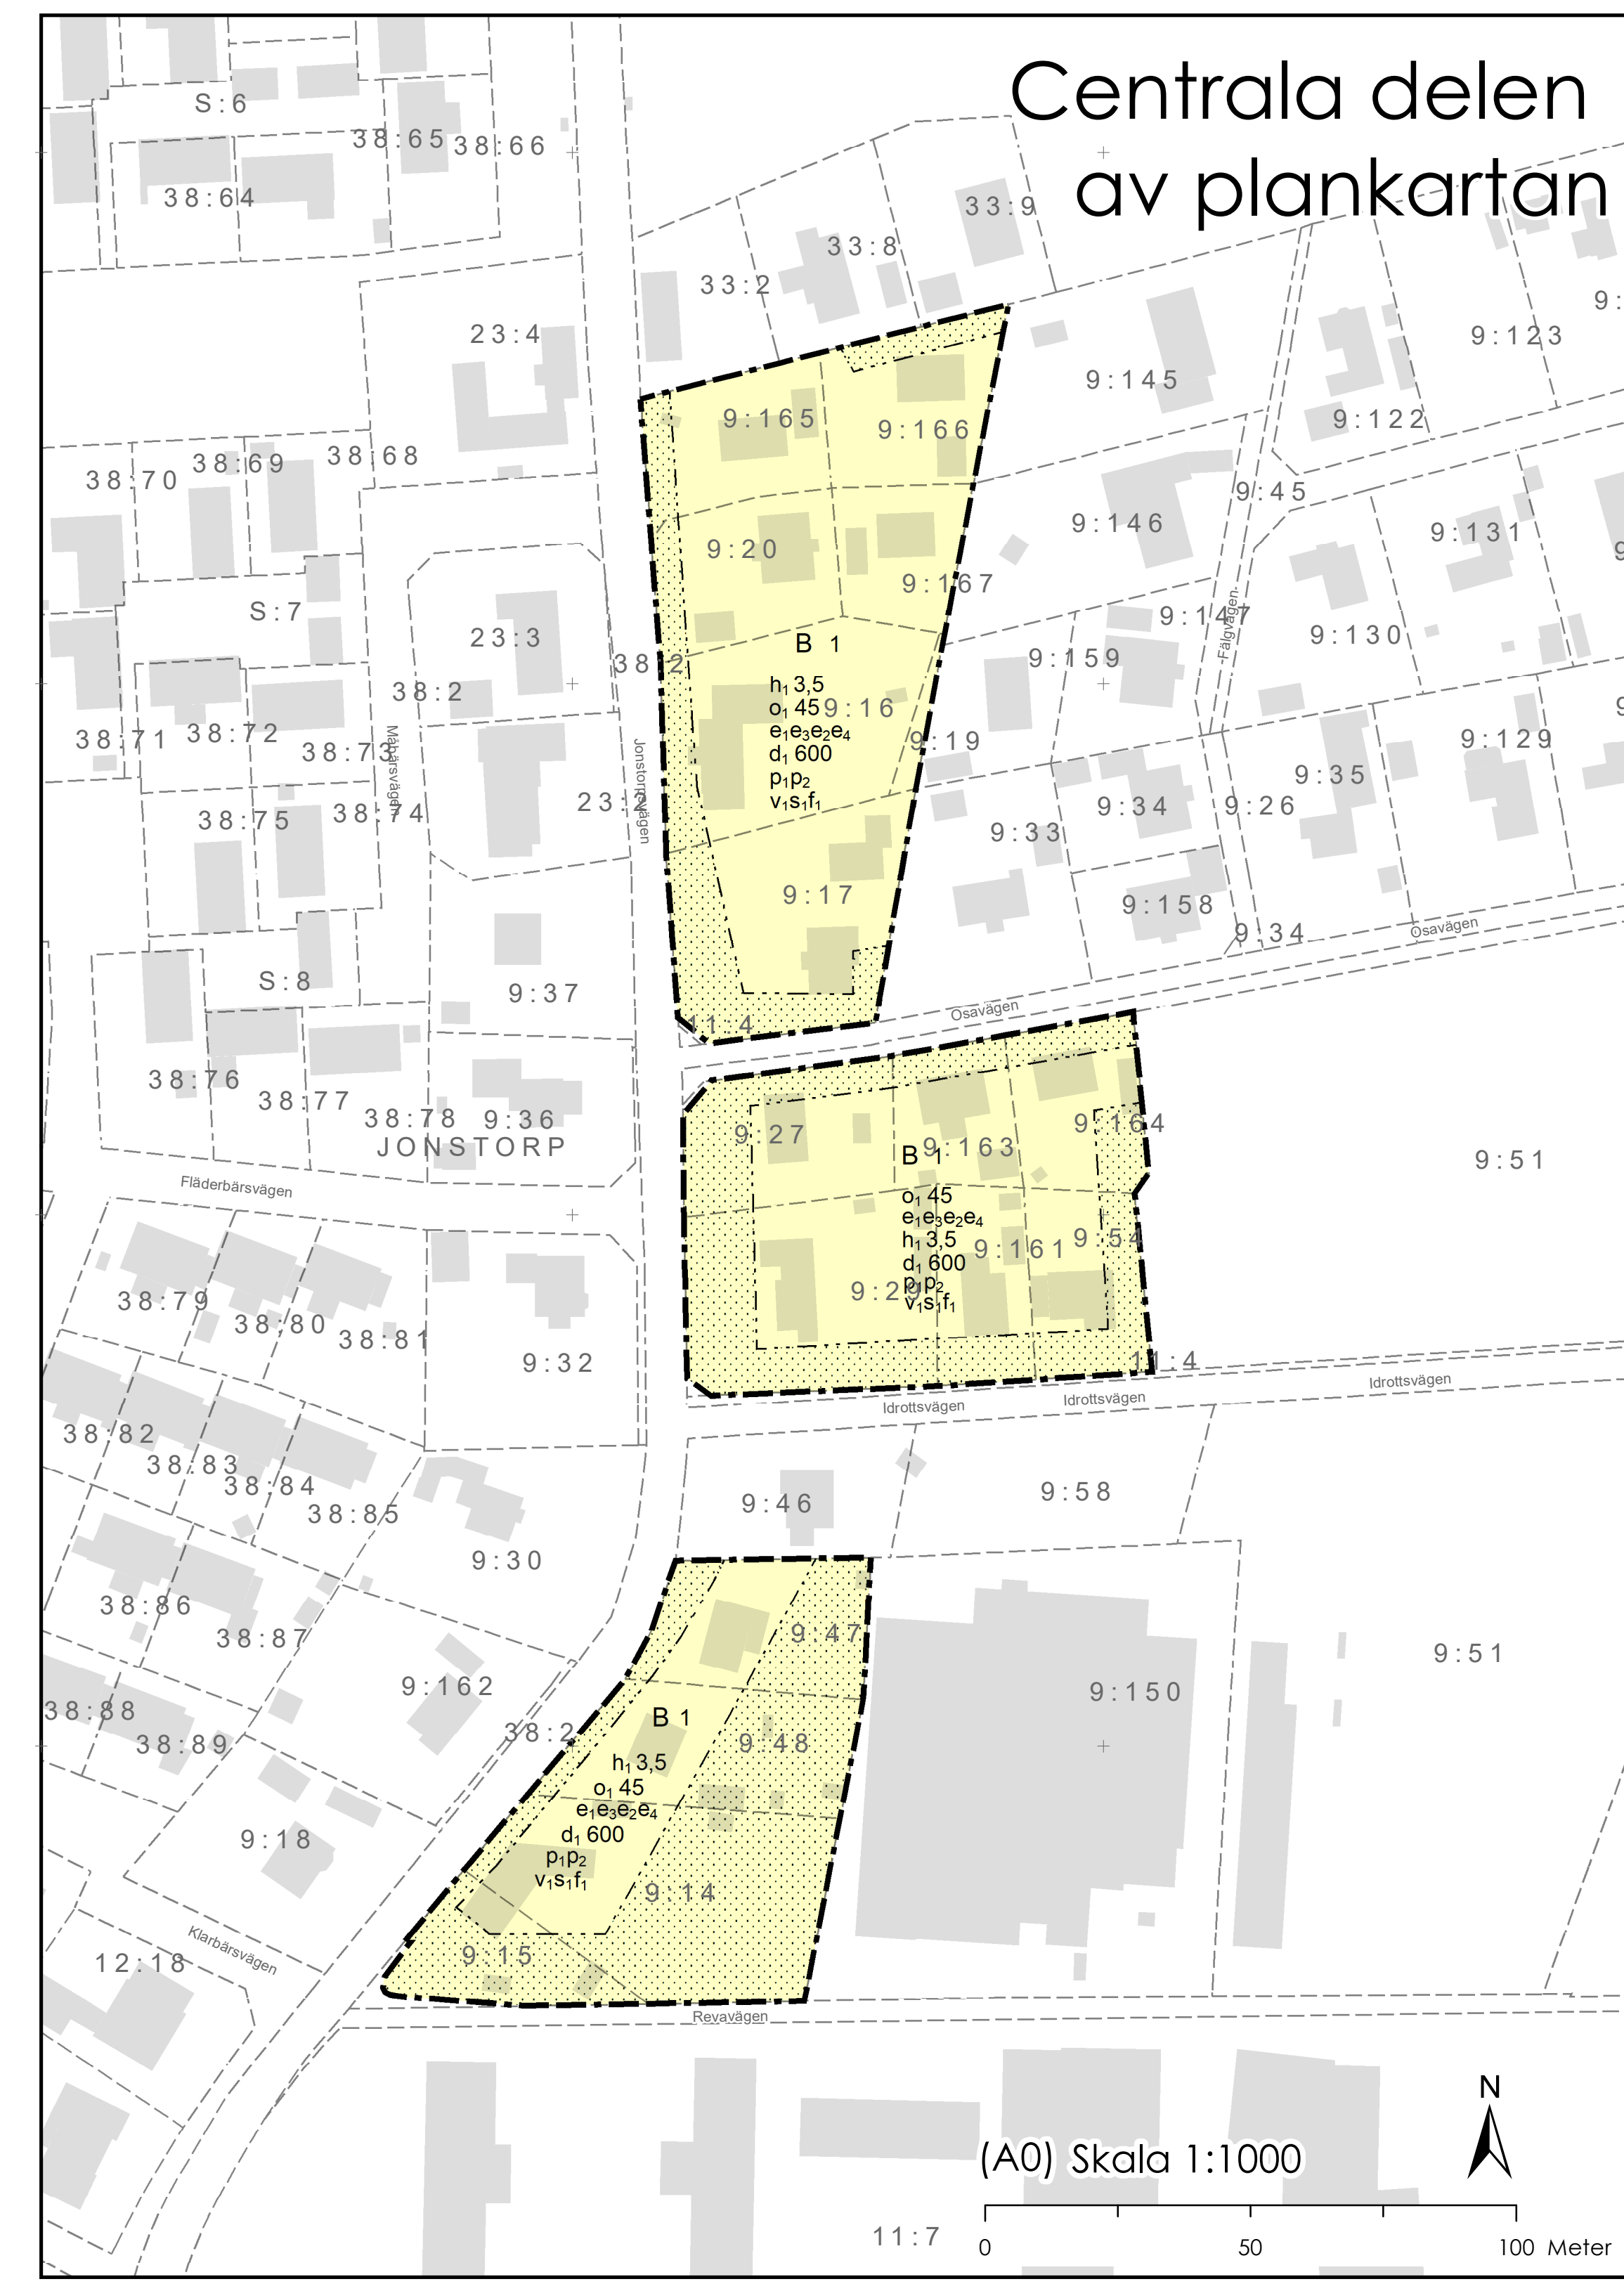 Centrala delen
av plankartan
S:6
38:65
38:66
38:64
33:9
33:8
33:2
23:4
9:123
9:145
9:122
9:165
9:166
38:70
38:69
38:68
9:45
9:146
9:131
9:20
9:167
S:7
23:3
9:147
Fälgvägen
9:130
9:159
38:2
38:2
B 1
h1 3,5
o1 45
9:16
e1e3e2e4
d1 600
p1p2
v1s1f1
38:71
38:72
38:73
Måbärsvägen
Jonstorpsvägen
9:19
9:129
9:35
38:75
38:74
23:2
9:34
9:26
9:33
9:17
9:158
9:34
Osavägen
S:8
9:37
Osavägen
11:4
38:76
38:77
38:78
9:36
JONSTORP
9:27
9:163
9:164
B 1
9:51
o1 45
e1e3e2e4
h1 3,5
d1 600
p1p2
v1s1f1
9:161
9:54
9:29
Fläderbärsvägen
38:79
38:80
38:81
9:32
11:4
Idrottsvägen
Idrottsvägen
Idrottsvägen
38:82
38:83
38:84
38:85
9:46
9:58
9:30
38:86
38:87
9:47
9:51
9:162
9:150
38:88
38:89
38:2
B 1
9:48
h1 3,5
o1 45
e1e3e2e4
d1 600
p1p2
v1s1f1
9:18
9:14
9:15
Klarbärsvägen
12:18
Revavägen
N
(A0) Skala 1:1000
11:7
0 50 100 Meter